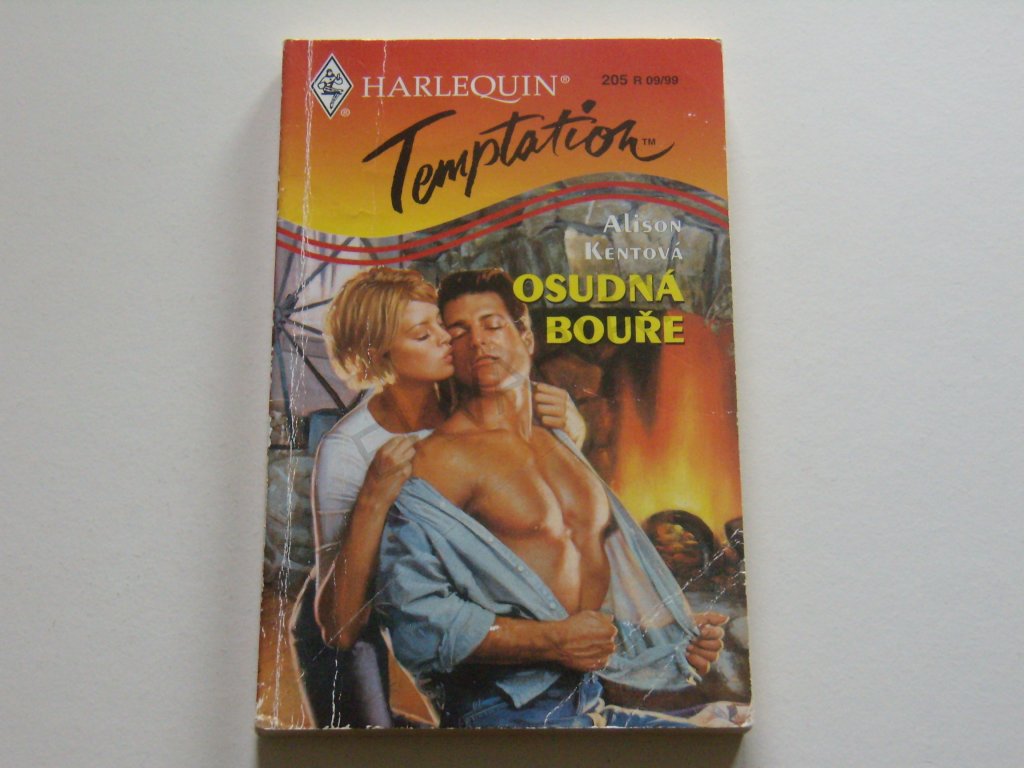 HARLEQUIN®
205 R 09/99
®
Temptation™
Alison
Kentová
OSUDNÁ
BOUŘE